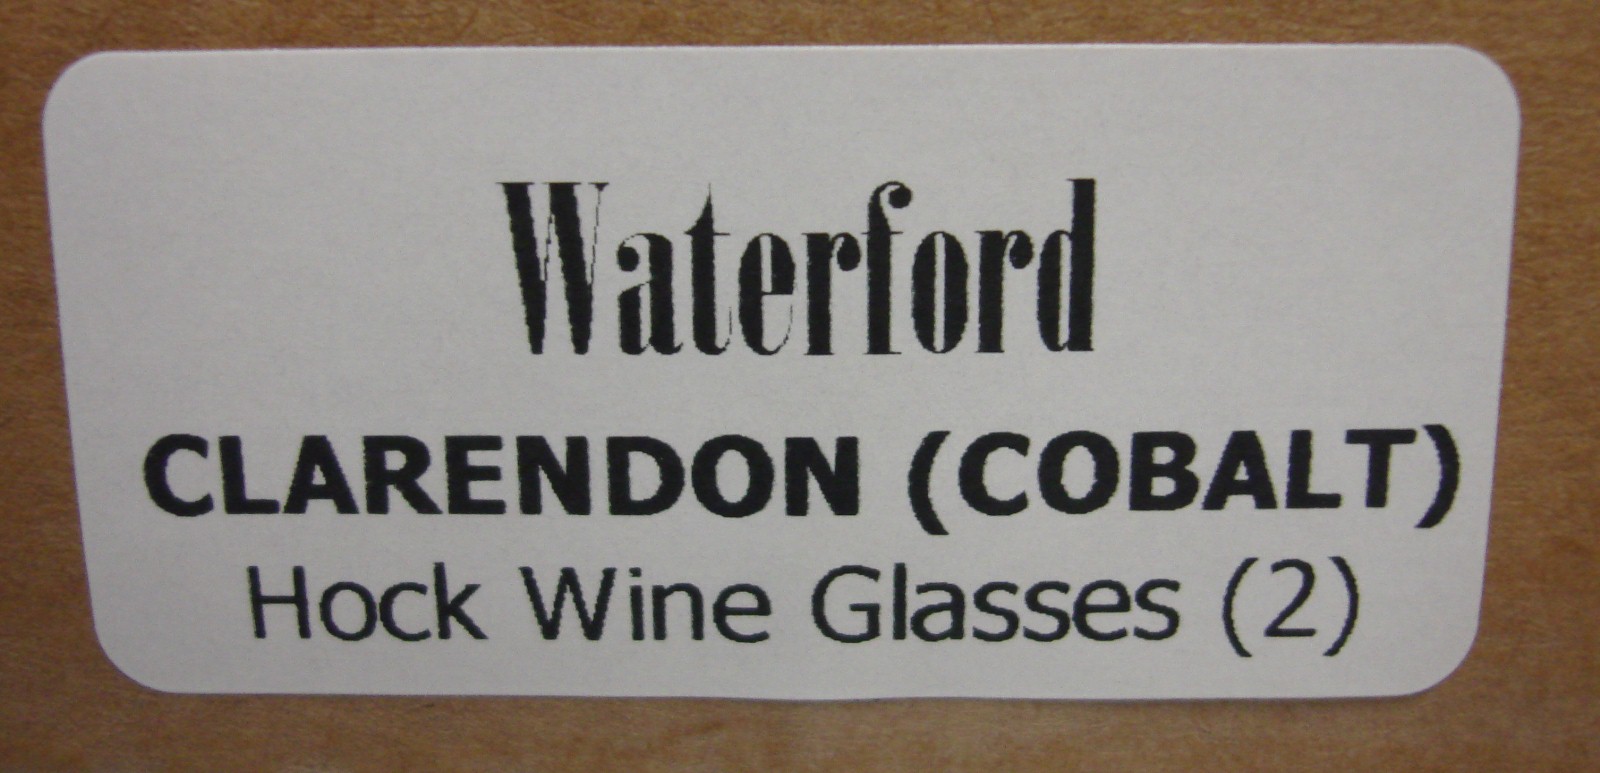 Waterford
CLARENDON (COBALT)
Hock Wine Glasses (2)